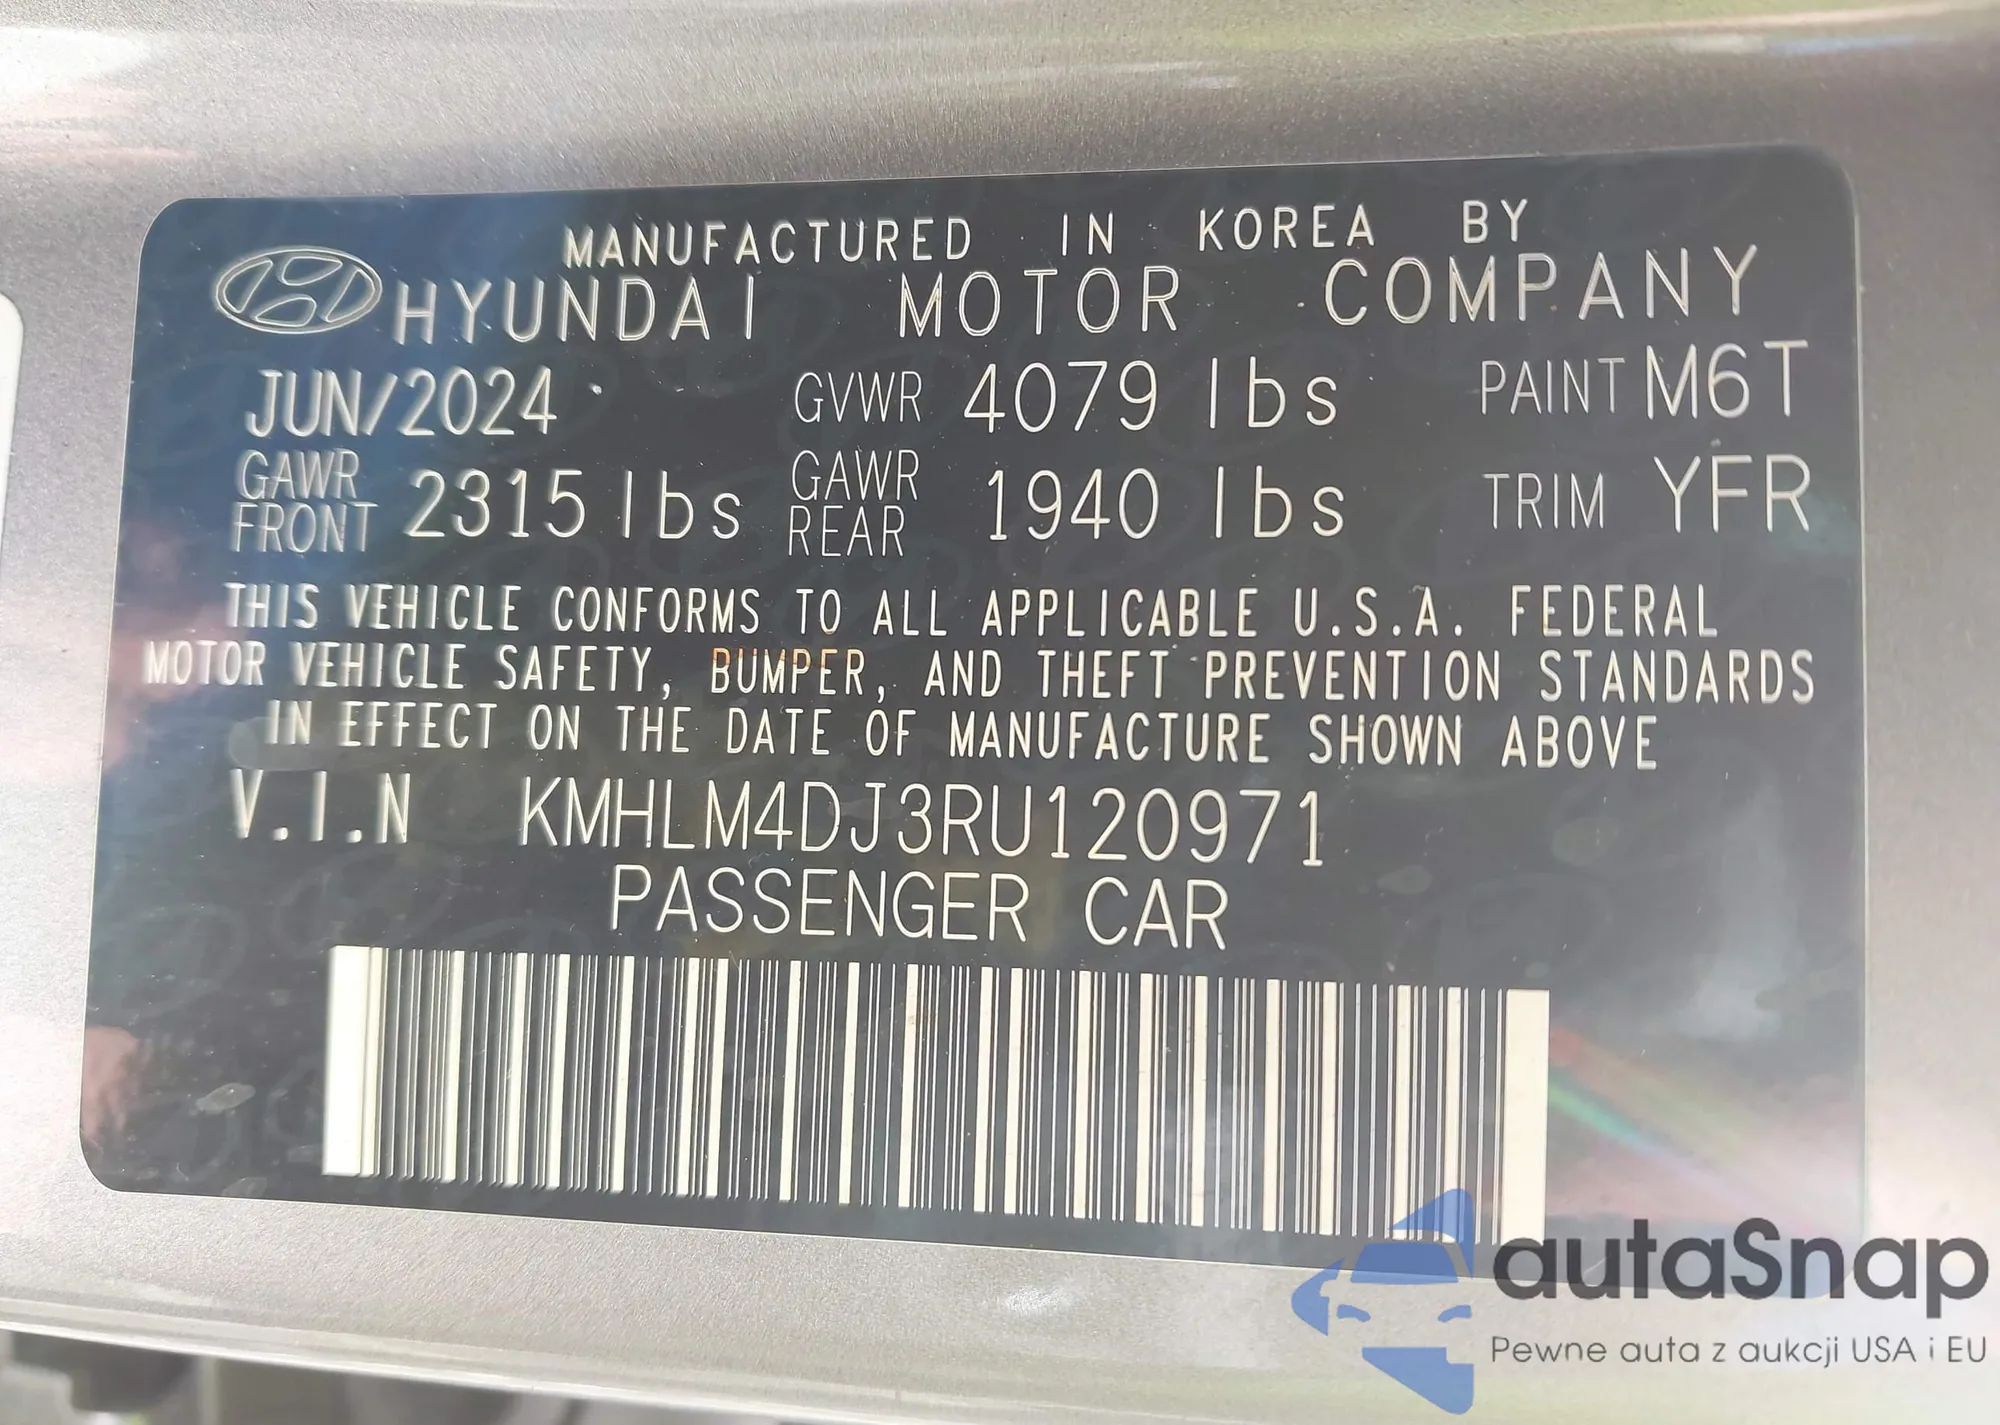 MANUFACTURED IN KOREA BY
HYUNDAI MOTOR COMPANY
JUN/2024 GVWR 4079 lbs PAINT M6T
GAWR FRONT 2315 lbs GAWR REAR 1940 lbs TRIM YFR
THIS VEHICLE CONFORMS TO ALL APPLICABLE U.S.A. FEDERAL
MOTOR VEHICLE SAFETY, BUMPER, AND THEFT PREVENTION STANDARDS
IN EFFECT ON THE DATE OF MANUFACTURE SHOWN ABOVE
V.I.N KMHLM4DJ3RU120971
PASSENGER CAR
autaSnap
Pewne auta z aukcji USA i EU